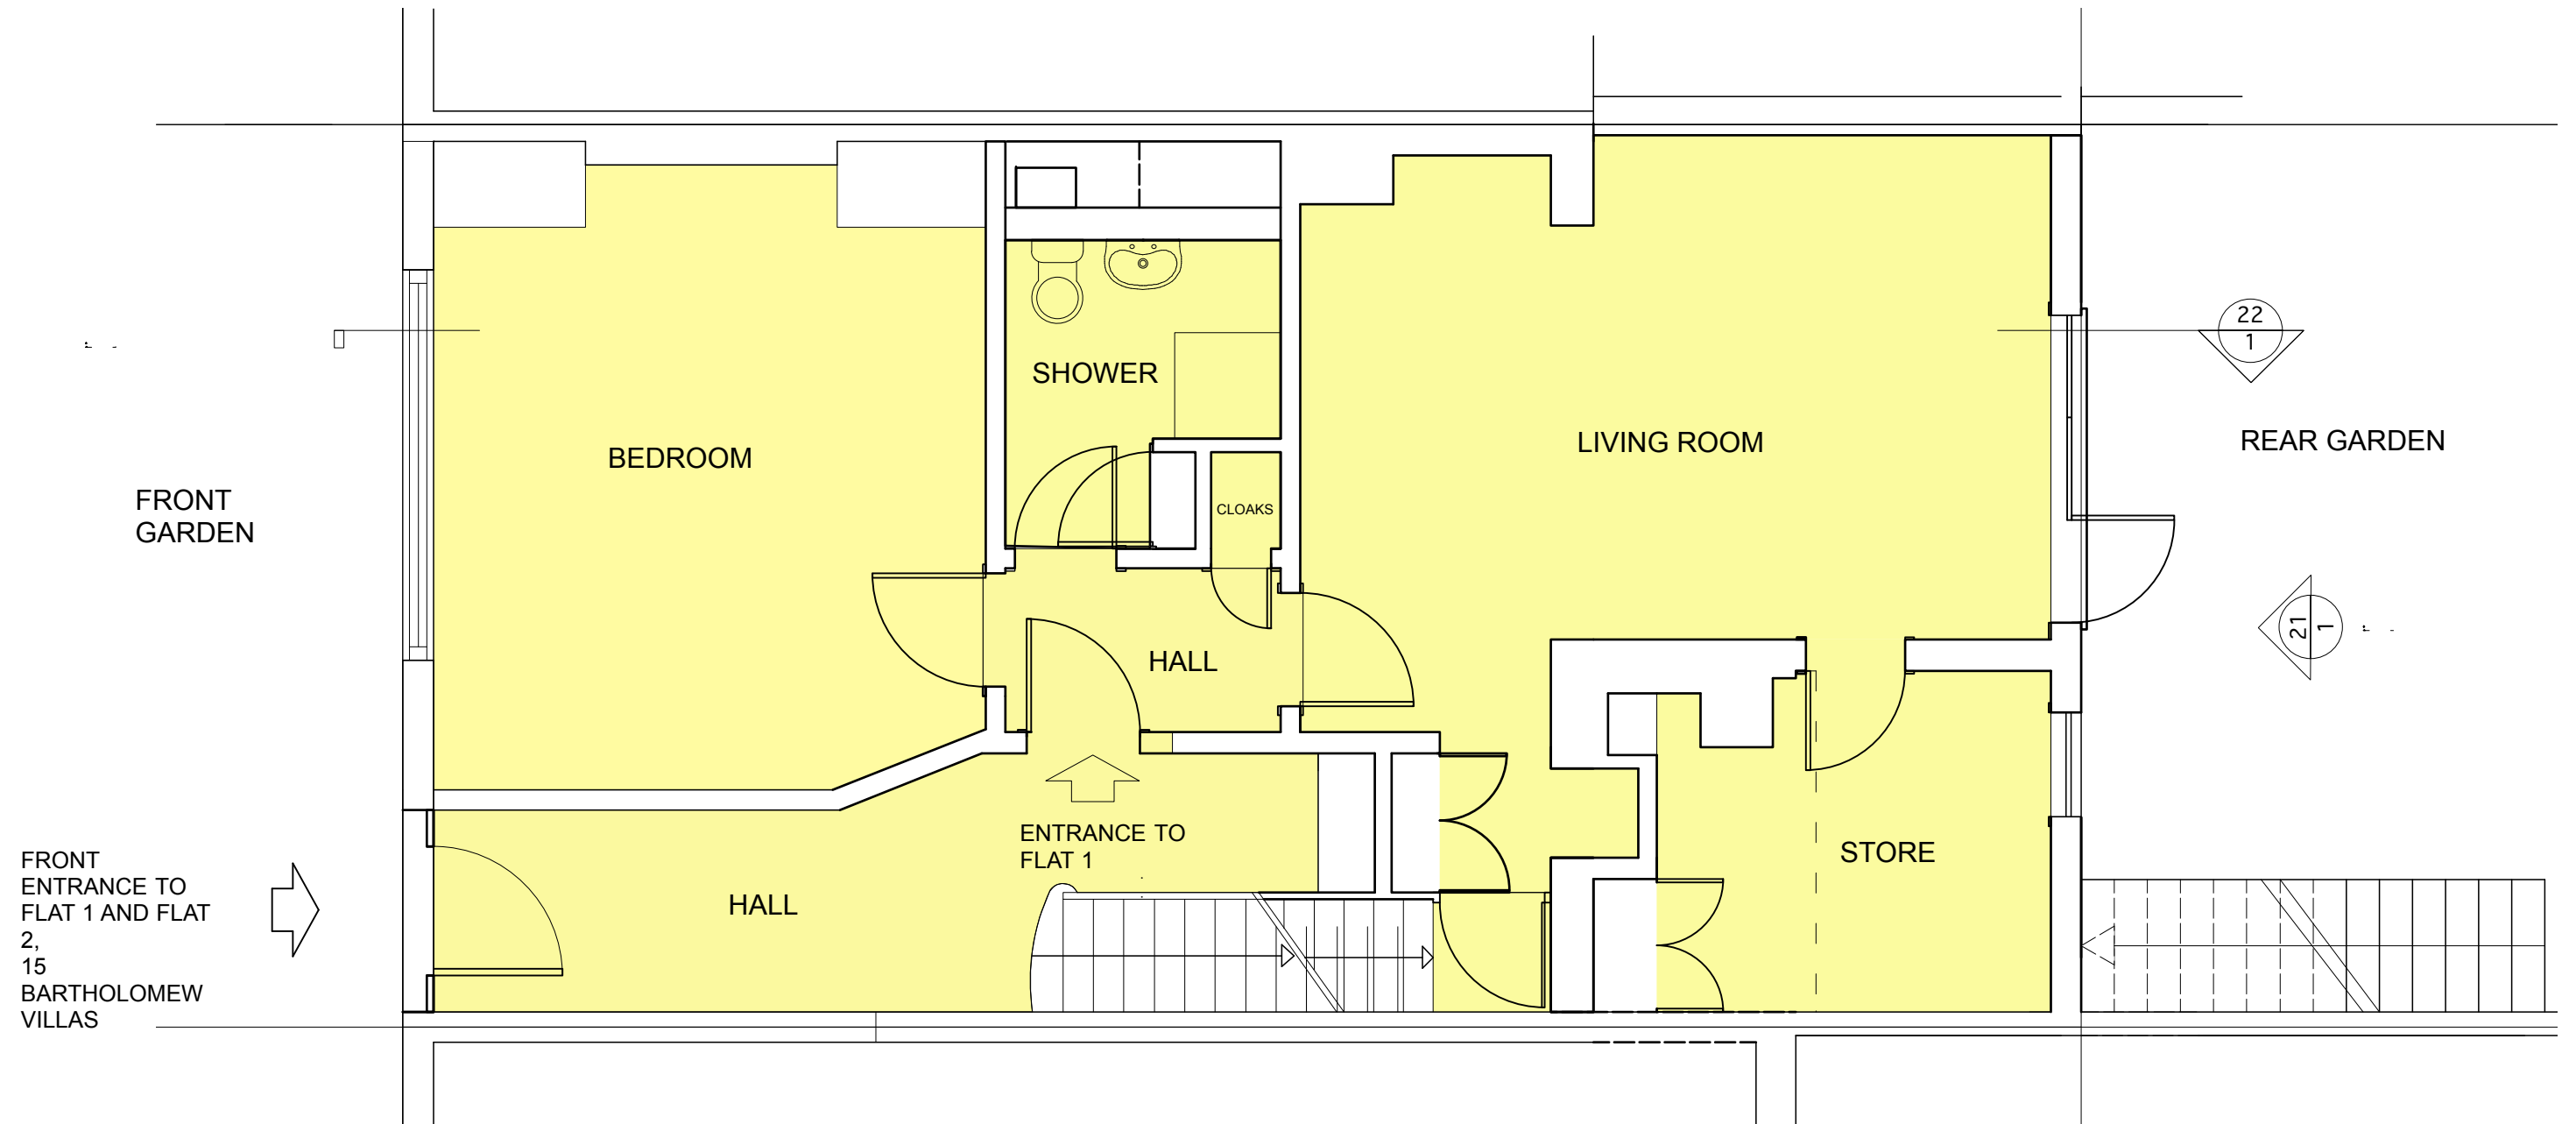 22
1
SHOWER
LIVING ROOM
REAR GARDEN
BEDROOM
FRONT
GARDEN
CLOAKS
21
1
HALL
ENTRANCE TO
FLAT 1
STORE
FRONT
ENTRANCE TO
FLAT 1 AND FLAT
2,
15
BARTHOLOMEW
VILLAS
HALL